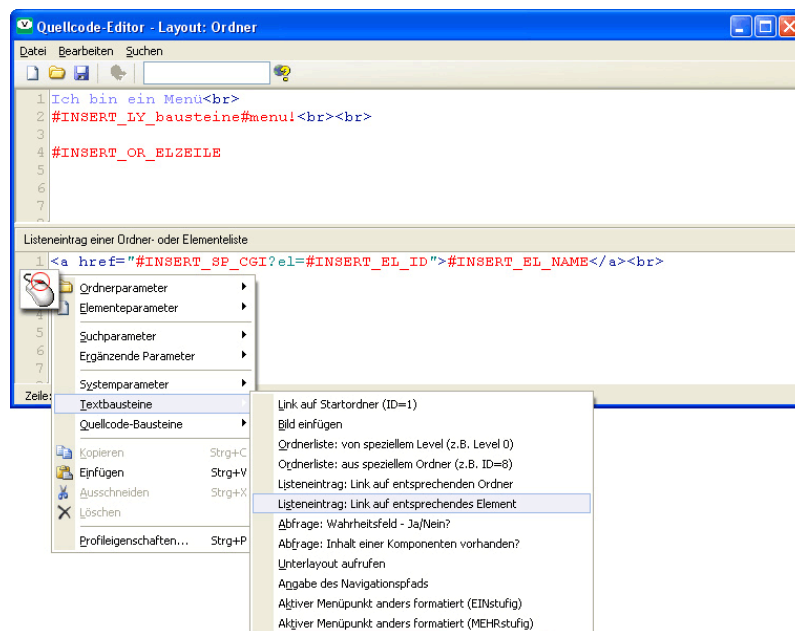 Quellcode-Editor - Layout: Ordner
Datei Bearbeiten Suchen
1 Ich bin ein Menü<br>
2 #INSERT_LY_bausteine#menu!<br><br>
3
4 #INSERT_OR_ELZEILE
5
6
7
Listeneintrag einer Ordner- oder Elementeliste
1 <a href="#INSERT_SP_CGI?el=#INSERT_EL_ID">#INSERT_EL_NAME</a><br>
Ordnerparameter
Elementeparameter
5 Suchparameter
6 Ergänzende Parameter
7
Systemparameter
Zeile: Textbausteine
Quellcode-Bausteine
Kopieren Strg+C
Einfügen Strg+V
Ausschneiden Strg+X
Löschen
Profileigenschaften... Strg+P
Link auf Startordner (ID=1)
Bild einfügen
Ordnerliste: von speziellem Level (z.B. Level 0)
Ordnerliste: aus speziellem Ordner (z.B. ID=8)
Listeneintrag: Link auf entsprechenden Ordner
Listeneintrag: Link auf entsprechendes Element
Abfrage: Wahrheitsfeld - Ja/Nein?
Abfrage: Inhalt einer Komponenten vorhanden?
Unterlayout aufrufen
Angabe des Navigationspfads
Aktiver Menüpunkt anders formatiert (EINstufig)
Aktiver Menüpunkt anders formatiert (MEHRstufig)